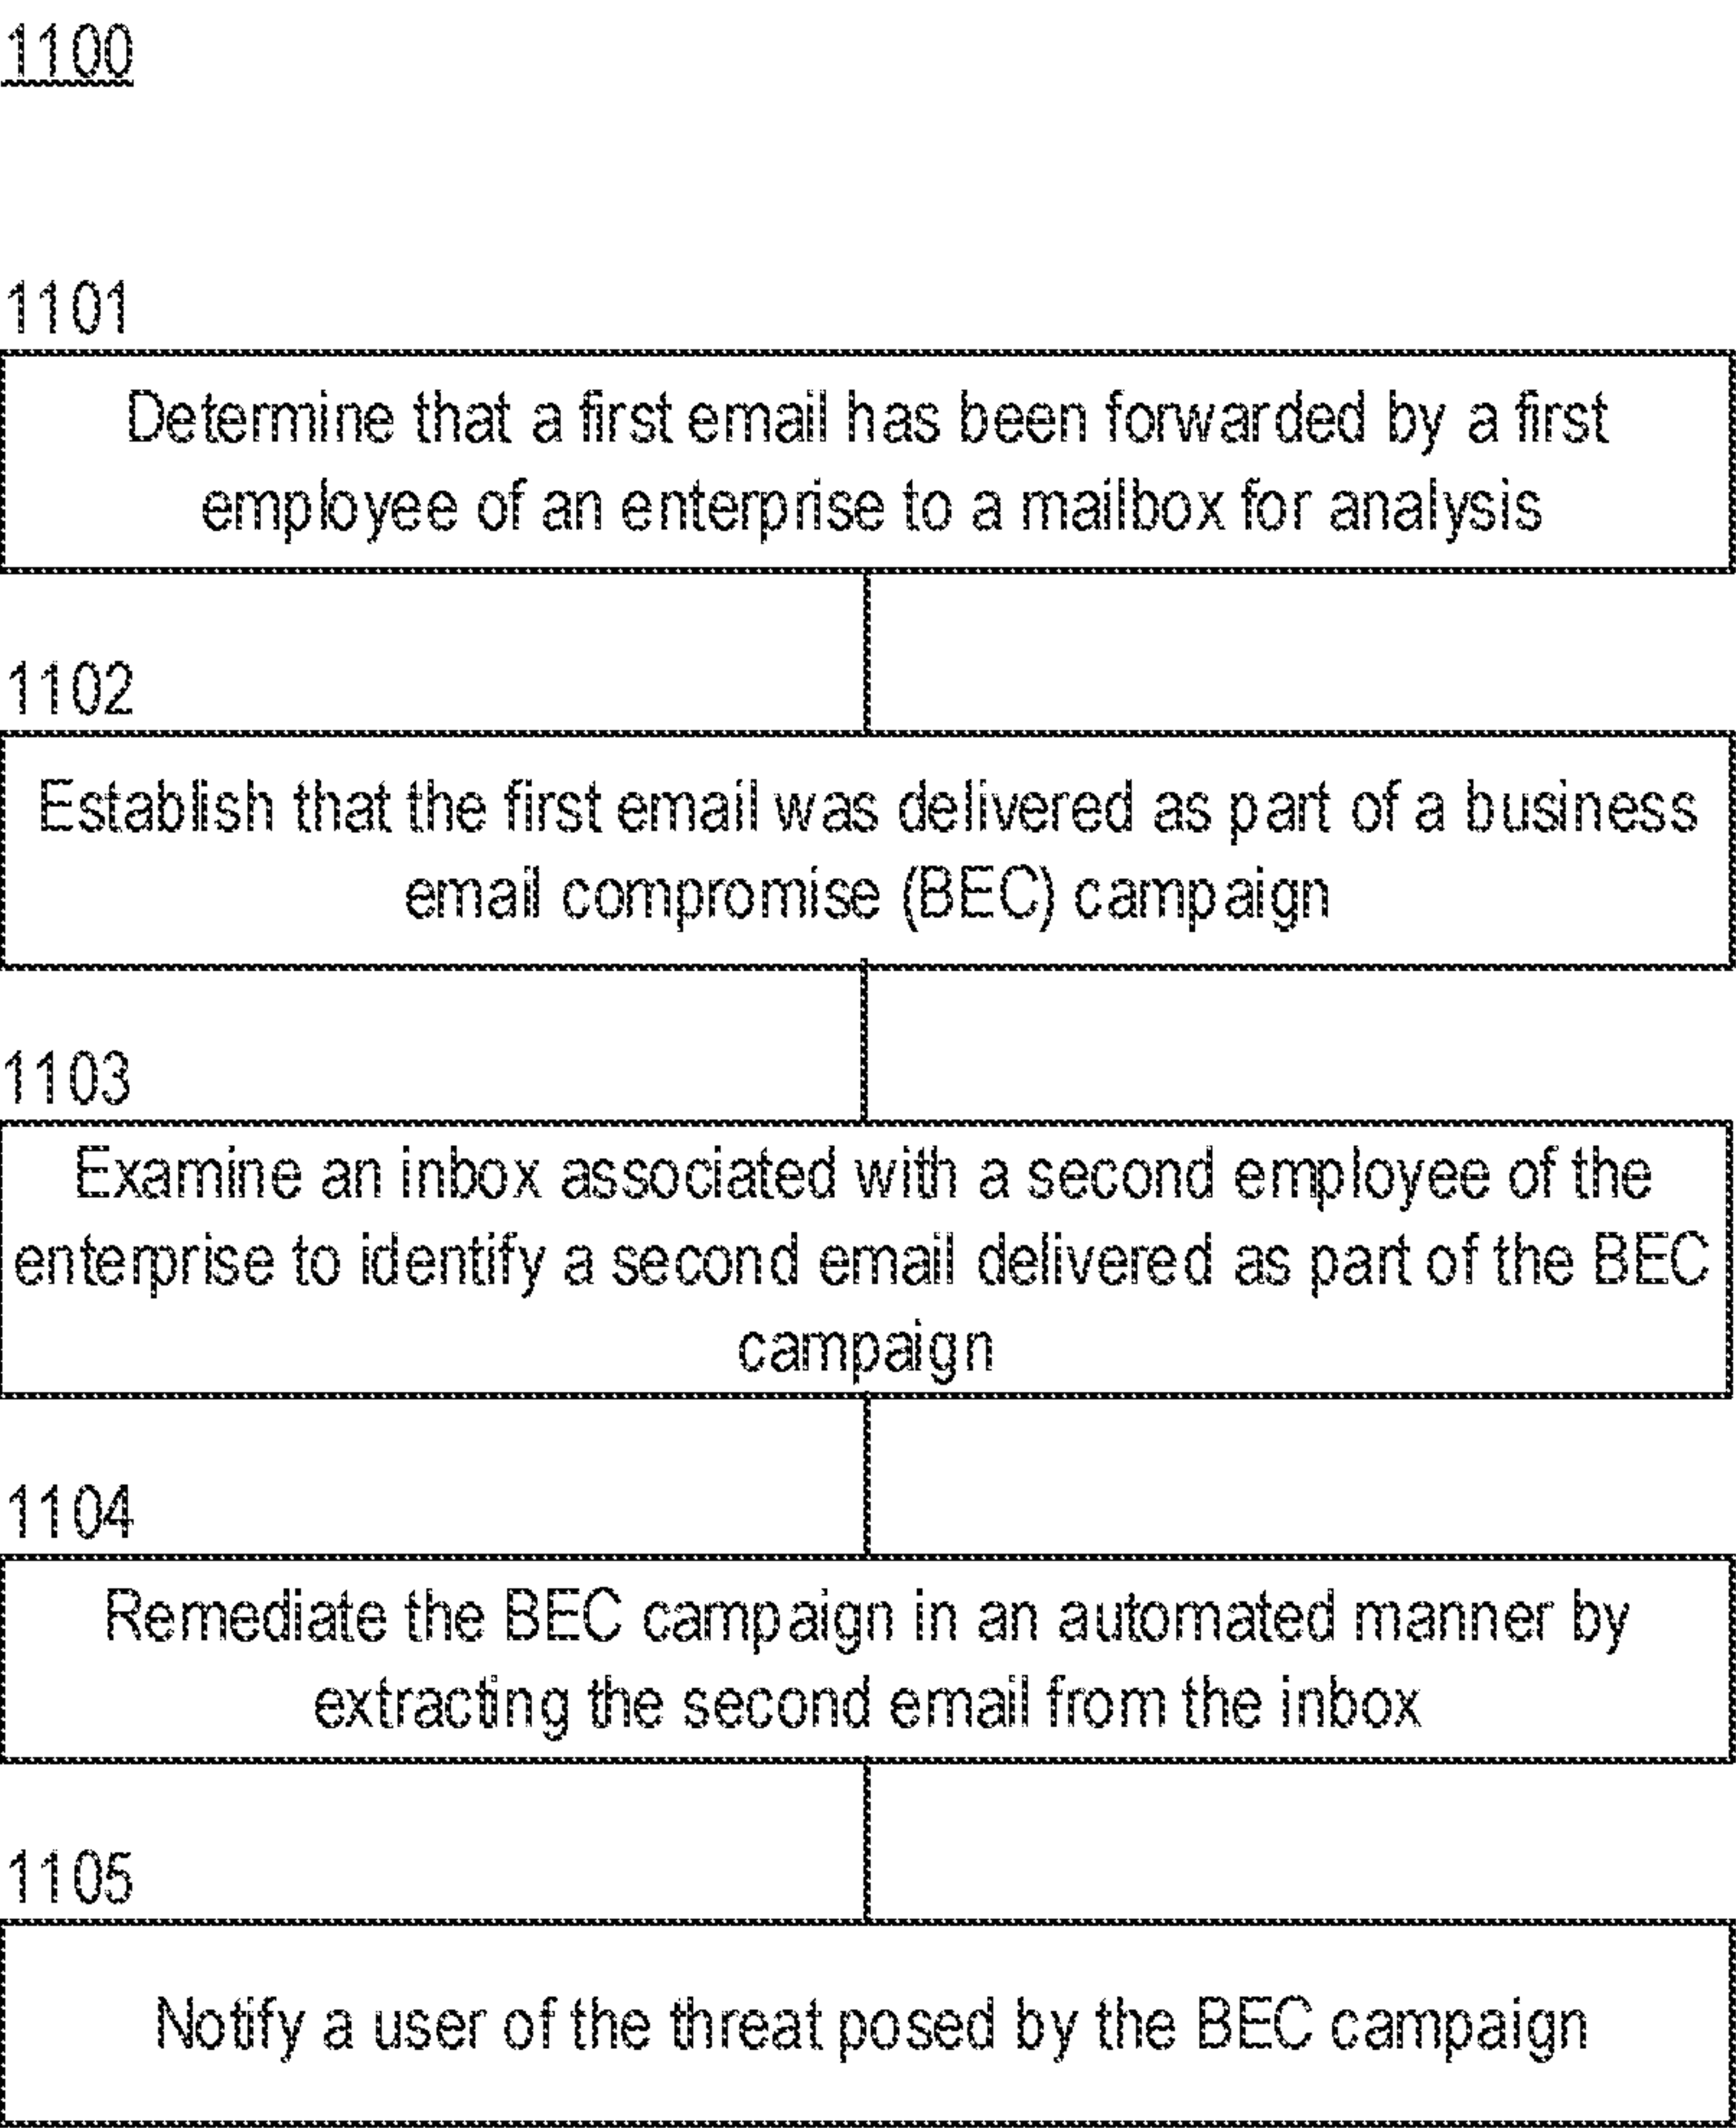 1100
1101
Determine that a first email has been forwarded by a first
employee of an enterprise to a mailbox for analysis
1102
Establish that the first email was delivered as part of a business
email compromise (BEC) campaign
1103
Examine an inbox associated with a second employee of the
enterprise to identify a second email delivered as part of the BEC
campaign
1104
Remediate the BEC campaign in an automated manner by
extracting the second email from the inbox
1105
Notify a user of the threat posed by the BEC campaign